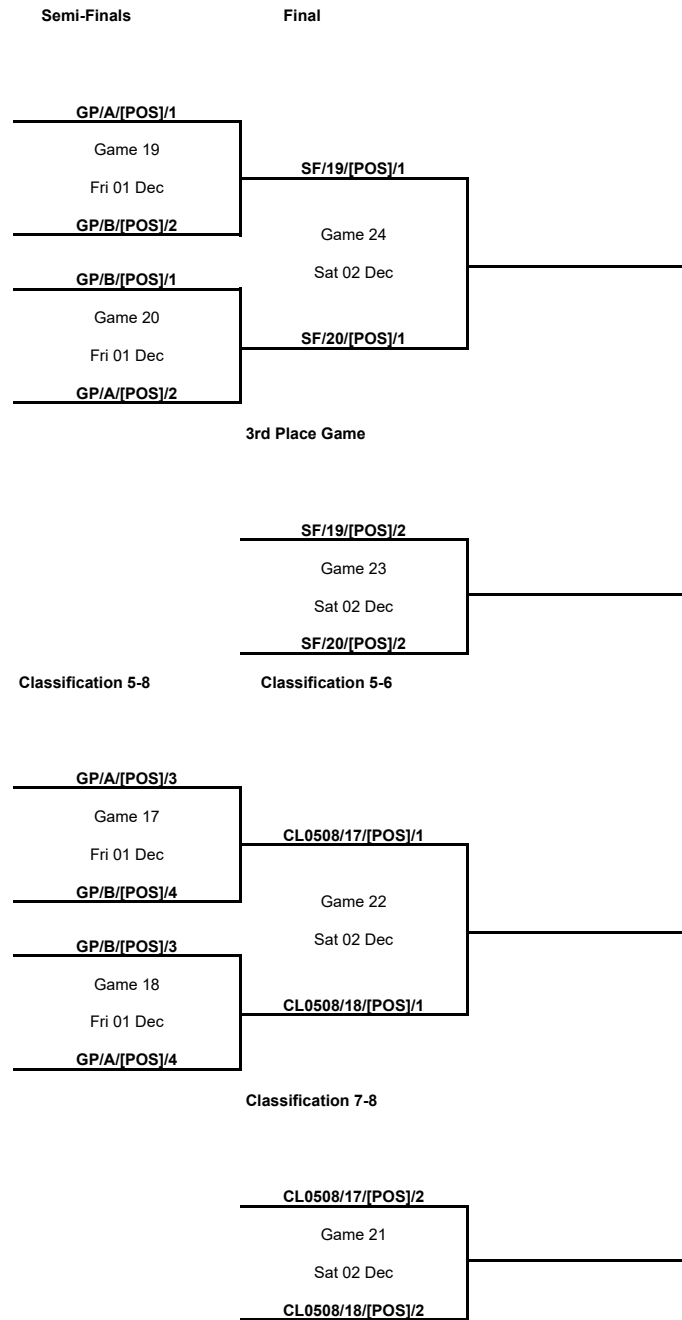 Semi-Finals Final
GP/A/[POS]/1
Game 19
SF/19/[POS]/1
Fri 01 Dec
GP/B/[POS]/2
Game 24
Sat 02 Dec
GP/B/[POS]/1
Game 20
SF/20/[POS]/1
Fri 01 Dec
GP/A/[POS]/2
3rd Place Game
SF/19/[POS]/2
Game 23
Sat 02 Dec
SF/20/[POS]/2
Classification 5-8 Classification 5-6
GP/A/[POS]/3
Game 17
CL0508/17/[POS]/1
Fri 01 Dec
GP/B/[POS]/4
Game 22
Sat 02 Dec
GP/B/[POS]/3
Game 18
CL0508/18/[POS]/1
Fri 01 Dec
GP/A/[POS]/4
Classification 7-8
CL0508/17/[POS]/2
Game 21
Sat 02 Dec
CL0508/18/[POS]/2